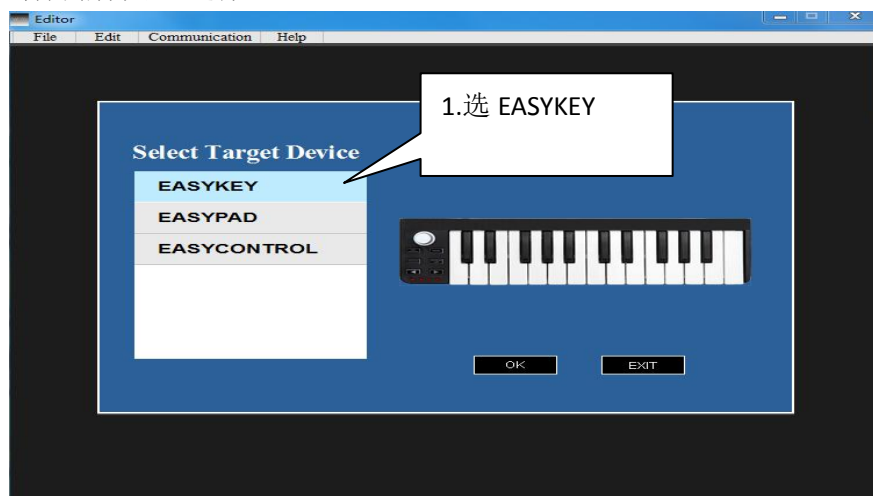 Editor
File Edit Communication Help
1.选 EASYKEY
Select Target Device
EASYKEY
EASYPAD
EASYCONTROL
OK EXIT